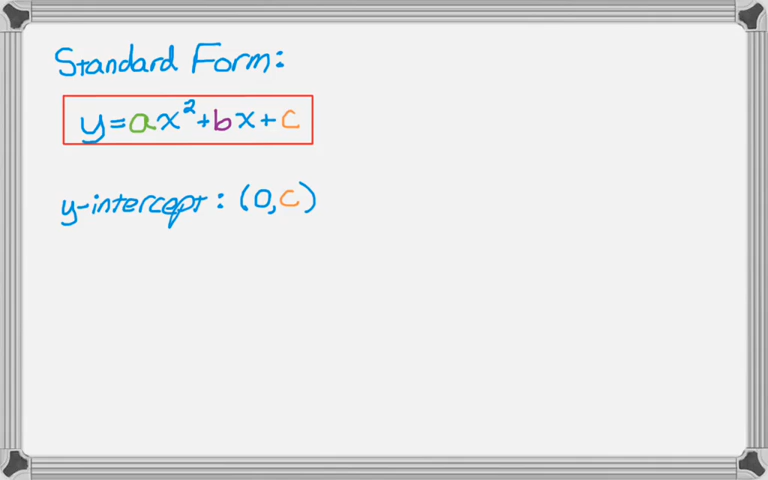 Standard Form:
y=ax²+bx+c
y-intercept: (0,c)